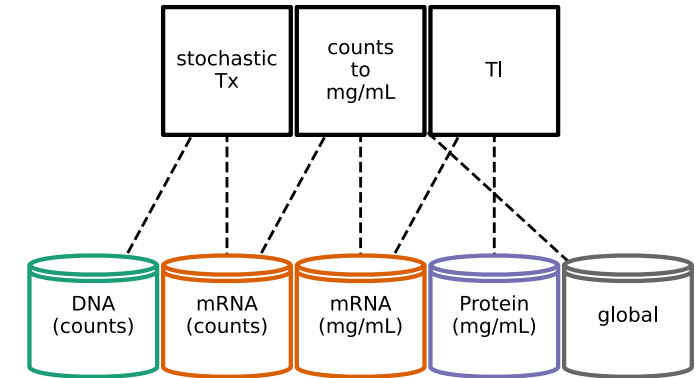 stochastic
Tx
counts
to
mg/mL
Tl
DNA
(counts)
mRNA
(counts)
mRNA
(mg/mL)
Protein
(mg/mL)
global